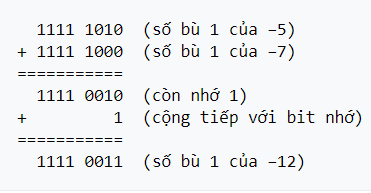 1111 1010 (số bù 1 của –5)
+ 1111 1000 (số bù 1 của –7)
===========
1111 0010 (còn nhớ 1)
+ 1 (cộng tiếp với bit nhớ)
===========
1111 0011 (số bù 1 của –12)